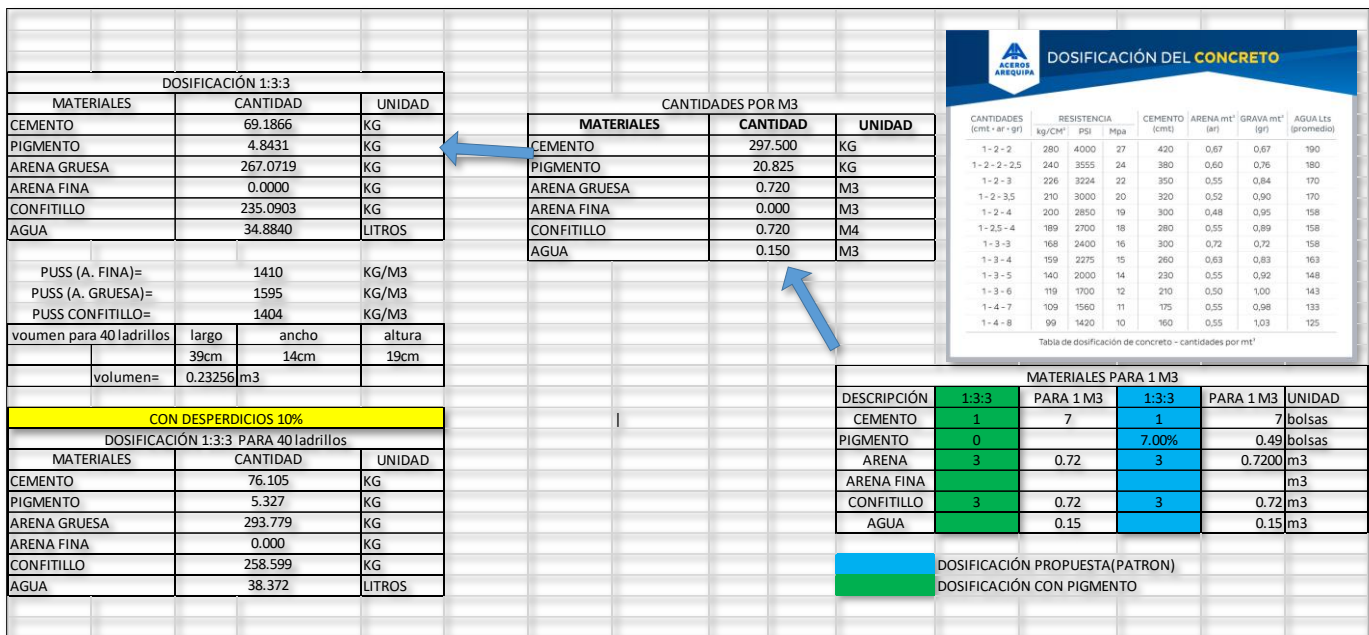 DOSIFICACIÓN 1:3:3
MATERIALES CANTIDAD UNIDAD
CEMENTO 69.1866 KG
PIGMENTO 4.8431 KG
ARENA GRUESA 267.0719 KG
ARENA FINA 0.0000 KG
CONFITILLO 235.0903 KG
AGUA 34.8840 LITROS
PUSS (A. FINA)= 1410 KG/M3
PUSS (A. GRUESA)= 1595 KG/M3
PUSS CONFITILLO= 1404 KG/M3
voumen para 40 ladrillos largo ancho altura
39cm 14cm 19cm
volumen= 0.23256 m3
CON DESPERDICIOS 10%
DOSIFICACIÓN 1:3:3 PARA 40 ladrillos
MATERIALES CANTIDAD UNIDAD
CEMENTO 76.105 KG
PIGMENTO 5.327 KG
ARENA GRUESA 293.779 KG
ARENA FINA 0.000 KG
CONFITILLO 258.599 KG
AGUA 38.372 LITROS
CANTIDADES POR M3
MATERIALES CANTIDAD UNIDAD
CEMENTO 297.500 KG
PIGMENTO 20.825 KG
ARENA GRUESA 0.720 M3
ARENA FINA 0.000 M3
CONFITILLO 0.720 M4
AGUA 0.150 M3
ACEROS
AREQUIPA
DOSIFICACIÓN DEL CONCRETO
CANTIDADES RESISTENCIA CEMENTO ARENA mt³ GRAVA mt³ AGUA Lts
(cmt - ar - gr) kg/CM² PSI Mpa (cmt) (ar) (gr) (promedio)
1 - 2 - 2 280 4000 27 420 0,67 0,67 190
1 - 2 - 2 - 2,5 240 3555 24 380 0,60 0,76 180
1 - 2 - 3 226 3224 22 350 0,55 0,84 170
1 - 2 - 3,5 210 3000 20 320 0,52 0,90 170
1 - 2 - 4 200 2850 19 300 0,48 0,95 158
1 - 2,5 - 4 189 2700 18 280 0,55 0,89 158
1 - 3 -3 168 2400 16 300 0,72 0,72 158
1 - 3 - 4 159 2275 15 260 0,63 0,83 163
1 - 3 - 5 140 2000 14 230 0,55 0,92 148
1 - 3 - 6 119 1700 12 210 0,50 1,00 143
1 - 4 - 7 109 1560 11 175 0,55 0,98 133
1 - 4 - 8 99 1420 10 160 0,55 1,03 125
Tabla de dosificación de concreto - cantidades por mt³
MATERIALES PARA 1 M3
DESCRIPCIÓN 1:3:3 PARA 1 M3 1:3:3 PARA 1 M3 UNIDAD
CEMENTO 1 7 1 7 bolsas
PIGMENTO 0 7.00% 0.49 bolsas
ARENA 3 0.72 3 0.7200 m3
ARENA FINA m3
CONFITILLO 3 0.72 3 0.72 m3
AGUA 0.15 0.15 m3
DOSIFICACIÓN PROPUESTA(PATRON)
DOSIFICACIÓN CON PIGMENTO